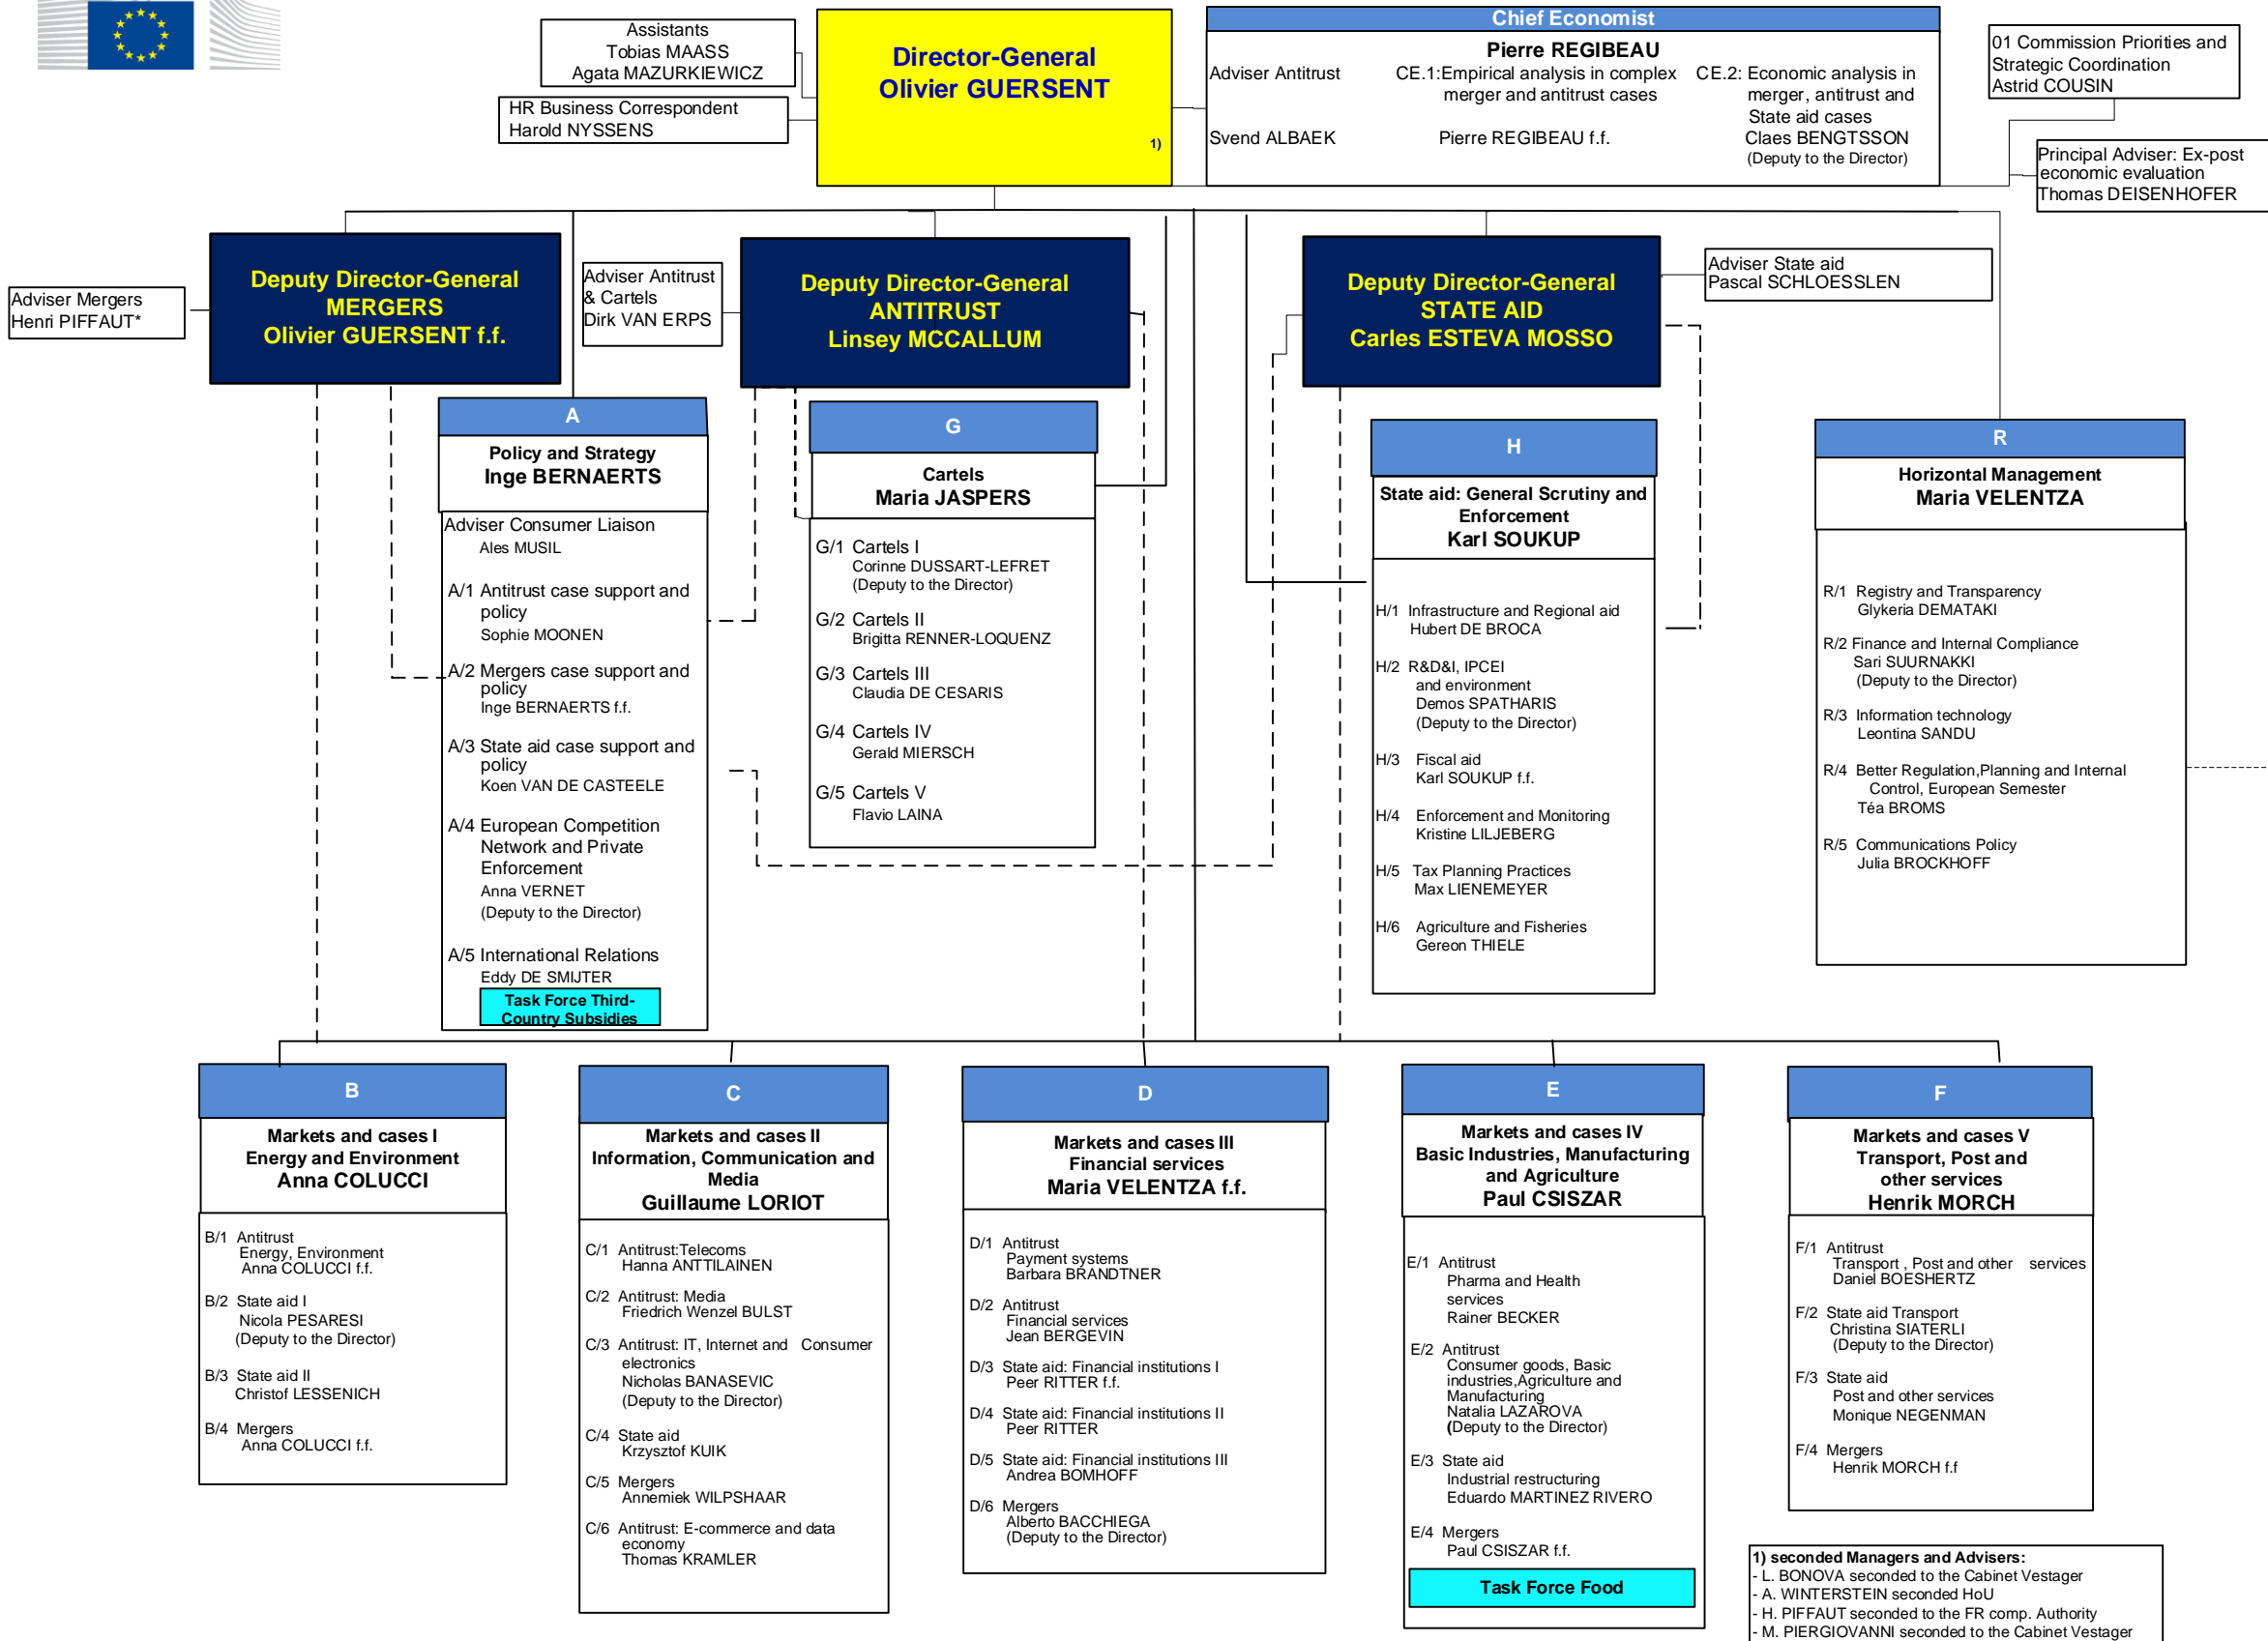 Assistants
Tobias MAASS
Agata MAZURKIEWICZ
HR Business Correspondent
Harold NYSSENS
Director-General
Olivier GUERSENT
1)
Chief Economist
Pierre REGIBEAU
Adviser Antitrust
Svend ALBAEK
CE.1:Empirical analysis in complex
merger and antitrust cases
Pierre REGIBEAU f.f.
CE.2: Economic analysis in
merger, antitrust and
State aid cases
Claes BENGTSSON
(Deputy to the Director)
01 Commission Priorities and
Strategic Coordination
Astrid COUSIN
Principal Adviser: Ex-post
economic evaluation
Thomas DEISENHOFER
Adviser Mergers
Henri PIFFAUT*
Deputy Director-General
MERGERS
Olivier GUERSENT f.f.
Adviser Antitrust
& Cartels
Dirk VAN ERPS
Deputy Director-General
ANTITRUST
Linsey MCCALLUM
Deputy Director-General
STATE AID
Carles ESTEVA MOSSO
Adviser State aid
Pascal SCHLOESSLEN
A
Policy and Strategy
Inge BERNAERTS
Adviser Consumer Liaison
Ales MUSIL
A/1 Antitrust case support and
policy
Sophie MOONEN
A/2 Mergers case support and
policy
Inge BERNAERTS f.f.
A/3 State aid case support and
policy
Koen VAN DE CASTEELE
A/4 European Competition
Network and Private
Enforcement
Anna VERNET
(Deputy to the Director)
A/5 International Relations
Eddy DE SMIJTER
Task Force Third-
Country Subsidies
G
Cartels
Maria JASPERS
G/1 Cartels I
Corinne DUSSART-LEFRET
(Deputy to the Director)
G/2 Cartels II
Brigitta RENNER-LOQUENZ
G/3 Cartels III
Claudia DE CESARIS
G/4 Cartels IV
Gerald MIERSCH
G/5 Cartels V
Flavio LAINA
H
State aid: General Scrutiny and
Enforcement
Karl SOUKUP
H/1 Infrastructure and Regional aid
Hubert DE BROCA
H/2 R&D&I, IPCEI
and environment
Demos SPATHARIS
(Deputy to the Director)
H/3 Fiscal aid
Karl SOUKUP f.f.
H/4 Enforcement and Monitoring
Kristine LILJEBERG
H/5 Tax Planning Practices
Max LIENEMEYER
H/6 Agriculture and Fisheries
Gereon THIELE
R
Horizontal Management
Maria VELENTZA
R/1 Registry and Transparency
Glykeria DEMATAKI
R/2 Finance and Internal Compliance
Sari SUURNAKKI
(Deputy to the Director)
R/3 Information technology
Leontina SANDU
R/4 Better Regulation,Planning and Internal
Control, European Semester
Téa BROMS
R/5 Communications Policy
Julia BROCKHOFF
B
Markets and cases I
Energy and Environment
Anna COLUCCI
B/1 Antitrust
Energy, Environment
Anna COLUCCI f.f.
B/2 State aid I
Nicola PESARESI
(Deputy to the Director)
B/3 State aid II
Christof LESSENICH
B/4 Mergers
Anna COLUCCI f.f.
C
Markets and cases II
Information, Communication and
Media
Guillaume LORIOT
C/1 Antitrust:Telecoms
Hanna ANTTILAINEN
C/2 Antitrust: Media
Friedrich Wenzel BULST
C/3 Antitrust: IT, Internet and Consumer
electronics
Nicholas BANASEVIC
(Deputy to the Director)
C/4 State aid
Krzysztof KUIK
C/5 Mergers
Annemiek WILPSHAAR
C/6 Antitrust: E-commerce and data
economy
Thomas KRAMLER
D
Markets and cases III
Financial services
Maria VELENTZA f.f.
D/1 Antitrust
Payment systems
Barbara BRANDTNER
D/2 Antitrust
Financial services
Jean BERGEVIN
D/3 State aid: Financial institutions I
Peer RITTER f.f.
D/4 State aid: Financial institutions II
Peer RITTER
D/5 State aid: Financial institutions III
Andrea BOMHOFF
D/6 Mergers
Alberto BACCHIEGA
(Deputy to the Director)
E
Markets and cases IV
Basic Industries, Manufacturing
and Agriculture
Paul CSISZAR
E/1 Antitrust
Pharma and Health
services
Rainer BECKER
E/2 Antitrust
Consumer goods, Basic
industries,Agriculture and
Manufacturing
Natalia LAZAROVA
(Deputy to the Director)
E/3 State aid
Industrial restructuring
Eduardo MARTINEZ RIVERO
E/4 Mergers
Paul CSISZAR f.f.
Task Force Food
F
Markets and cases V
Transport, Post and
other services
Henrik MORCH
F/1 Antitrust
Transport , Post and other services
Daniel BOESHERTZ
F/2 State aid Transport
Christina SIATERLI
(Deputy to the Director)
F/3 State aid
Post and other services
Monique NEGENMAN
F/4 Mergers
Henrik MORCH f.f
1) seconded Managers and Advisers:
- L. BONOVA seconded to the Cabinet Vestager
- A. WINTERSTEIN seconded HoU
- H. PIFFAUT seconded to the FR comp. Authority
- M. PIERGIOVANNI seconded to the Cabinet Vestager